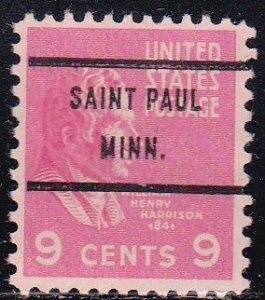 UNITED
STATES
POSTAGE
SAINT PAUL
MINN.
HENRY
HARRISON
1841
9 CENTS 9